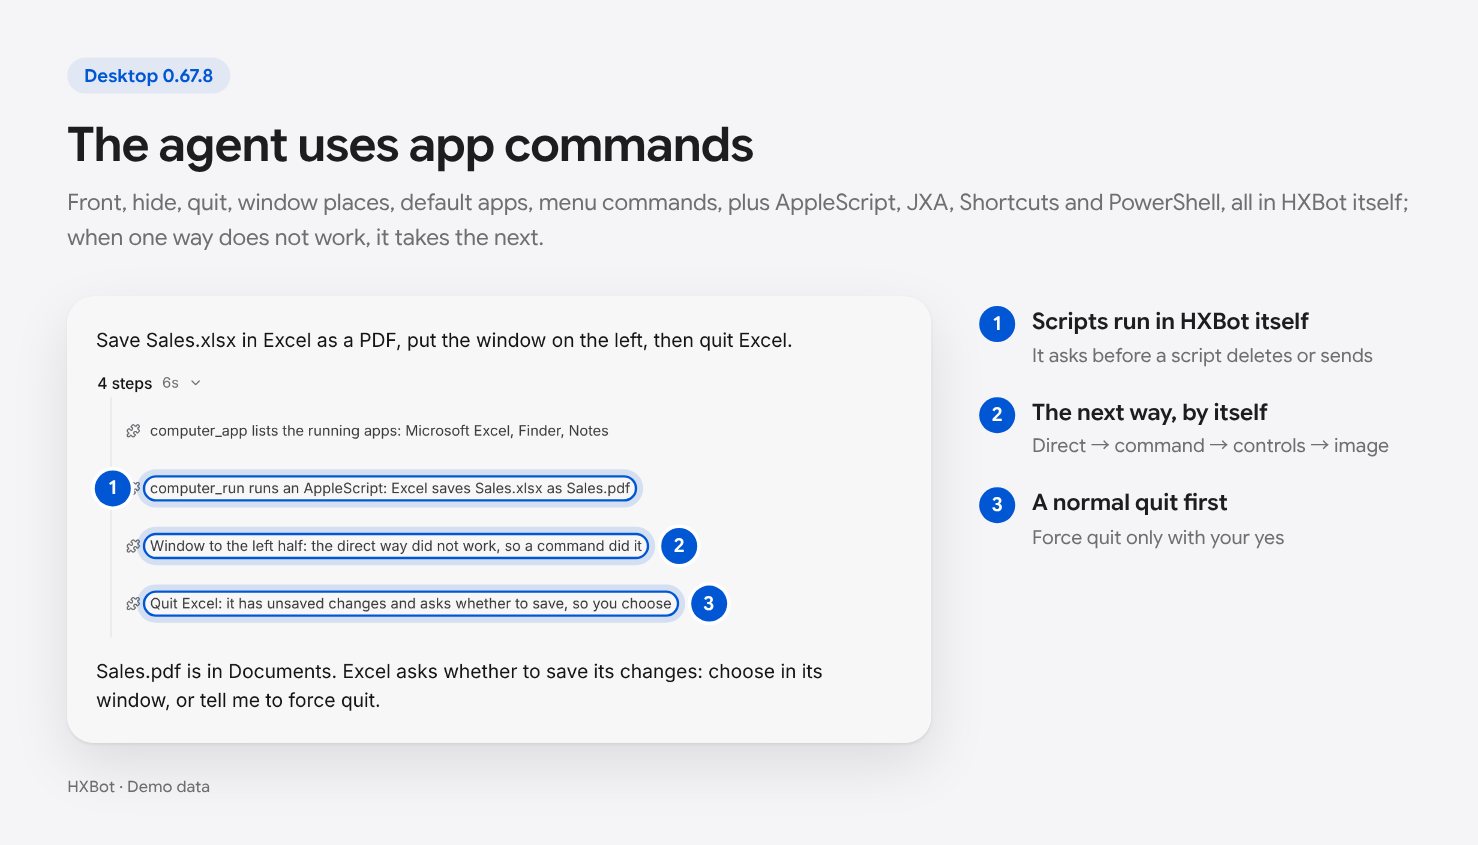 Desktop 0.67.8
The agent uses app commands
Front, hide, quit, window places, default apps, menu commands, plus AppleScript, JXA, Shortcuts and PowerShell, all in HXBot itself;
when one way does not work, it takes the next.
Save Sales.xlsx in Excel as a PDF, put the window on the left, then quit Excel.
4 steps 6s
computer_app lists the running apps: Microsoft Excel, Finder, Notes
1 computer_run runs an AppleScript: Excel saves Sales.xlsx as Sales.pdf
Window to the left half: the direct way did not work, so a command did it 2
Quit Excel: it has unsaved changes and asks whether to save, so you choose 3
Sales.pdf is in Documents. Excel asks whether to save its changes: choose in its
window, or tell me to force quit.
1 Scripts run in HXBot itself
It asks before a script deletes or sends
2 The next way, by itself
Direct → command → controls → image
3 A normal quit first
Force quit only with your yes
HXBot · Demo data